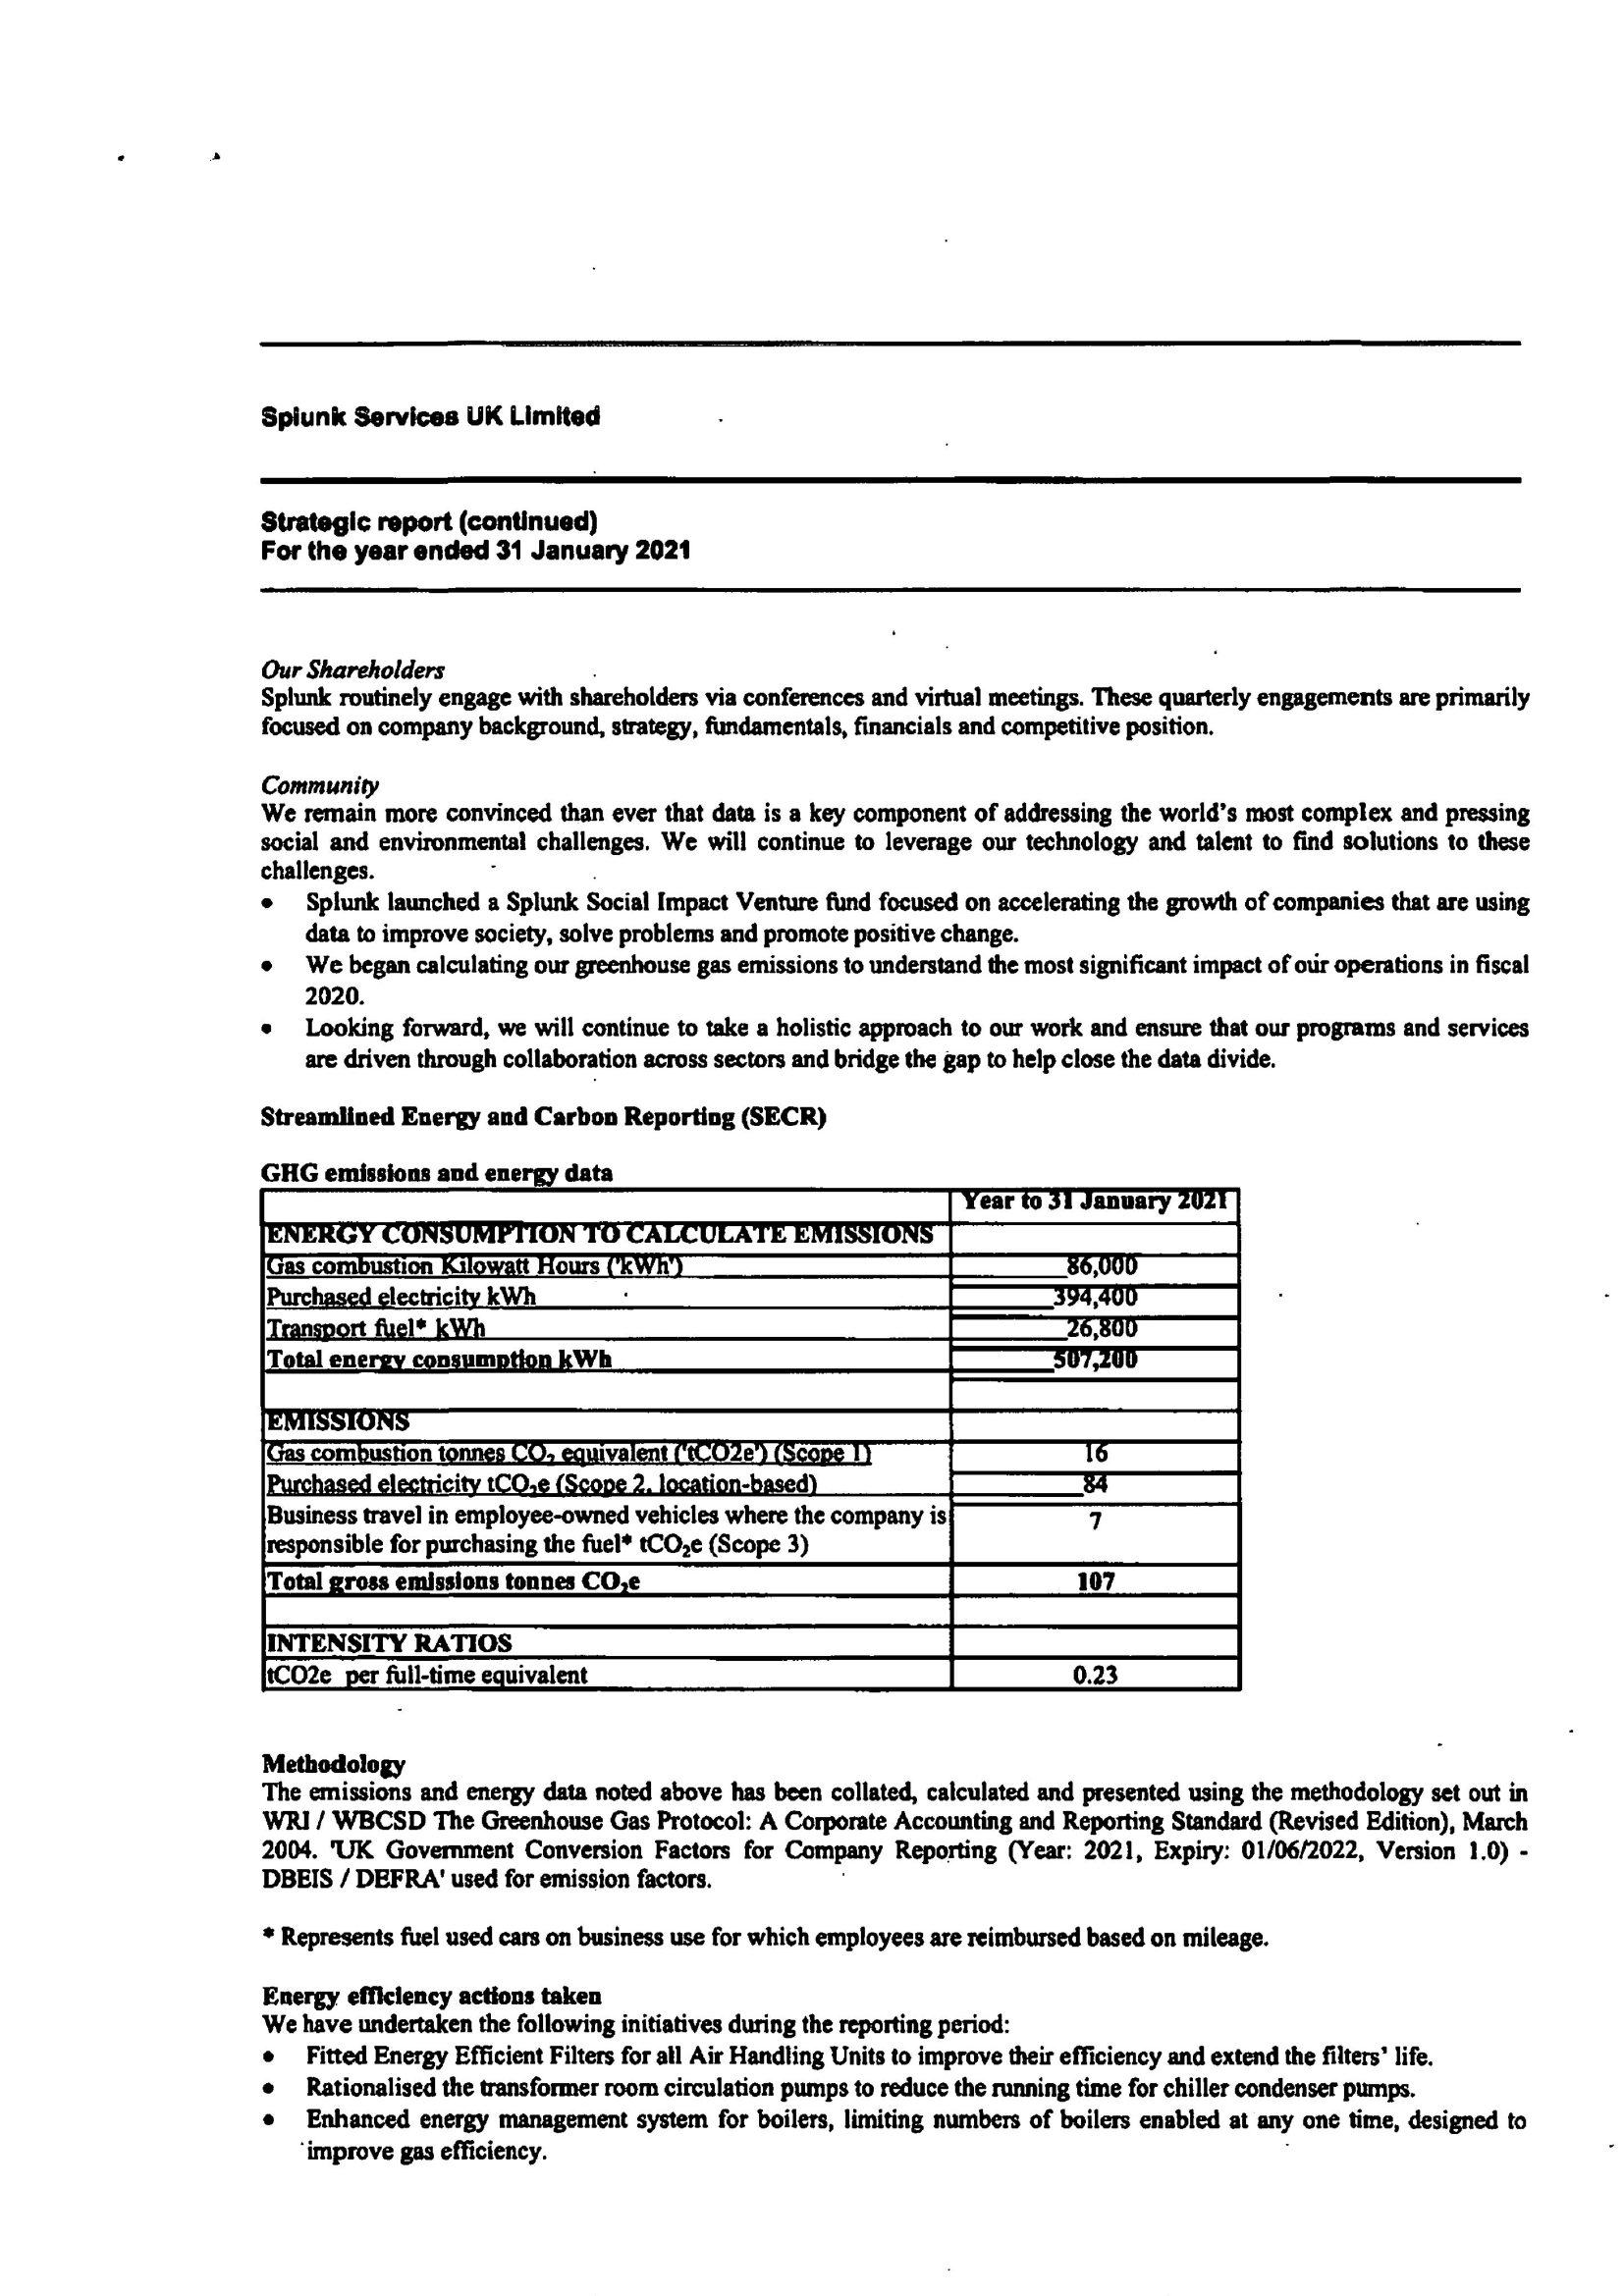 Splunk Services UK Limited
Strategic report (continued)
For the year ended 31 January 2021
Our Shareholders
Splunk routinely engage with shareholders via conferences and virtual meetings. These quarterly engagements are primarily
focused on company background, strategy, fundamentals, financials and competitive position.
Community
We remain more convinced than ever that data is a key component of addressing the world's most complex and pressing
social and environmental challenges. We will continue to leverage our technology and talent to find solutions to these
challenges.
• Splunk launched a Splunk Social Impact Venture fund focused on accelerating the growth of companies that are using
data to improve society, solve problems and promote positive change.
• We began calculating our greenhouse gas emissions to understand the most significant impact of our operations in fiscal
2020.
• Looking forward, we will continue to take a holistic approach to our work and ensure that our programs and services
are driven through collaboration across sectors and bridge the gap to help close the data divide.
Streamlined Energy and Carbon Reporting (SECR)
GHG emissions and energy data
Year to 31 January 2021
ENERGY CONSUMPTION TO CALCULATE EMISSIONS
Gas combustion Kilowatt Hours ('kWh') 86,000
Purchased electricity kWh 394,400
Transport fuel* kWh 26,800
Total energy consumption kWh 507,200
EMISSIONS
Gas combustion tonnes CO₂ equivalent ('tCO2e') (Scope 1) 16
Purchased electricity tCO₂e (Scope 2, location-based) 84
Business travel in employee-owned vehicles where the company is 7
responsible for purchasing the fuel* tCO₂e (Scope 3)
Total gross emissions tonnes CO₂e 107
INTENSITY RATIOS
tCO2e per full-time equivalent 0.23
Methodology
The emissions and energy data noted above has been collated, calculated and presented using the methodology set out in
WRI / WBCSD The Greenhouse Gas Protocol: A Corporate Accounting and Reporting Standard (Revised Edition), March
2004. 'UK Government Conversion Factors for Company Reporting (Year: 2021, Expiry: 01/06/2022, Version 1.0) -
DBEIS / DEFRA' used for emission factors.
* Represents fuel used cars on business use for which employees are reimbursed based on mileage.
Energy efficiency actions taken
We have undertaken the following initiatives during the reporting period:
• Fitted Energy Efficient Filters for all Air Handling Units to improve their efficiency and extend the filters' life.
• Rationalised the transformer room circulation pumps to reduce the running time for chiller condenser pumps.
• Enhanced energy management system for boilers, limiting numbers of boilers enabled at any one time, designed to
improve gas efficiency.